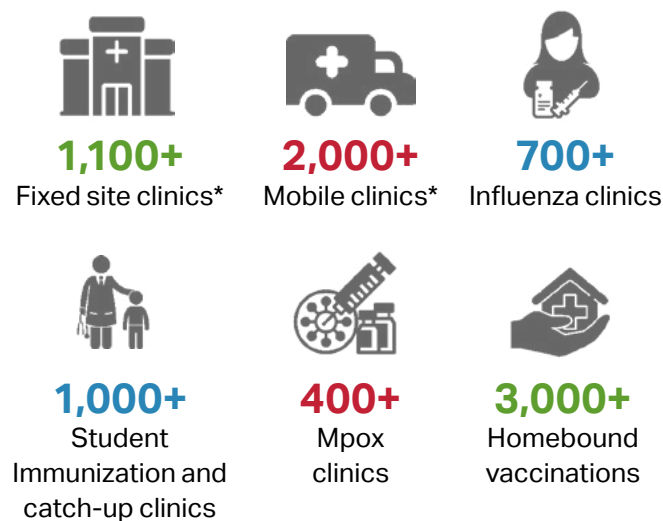 1,100+
Fixed site clinics*
2,000+
Mobile clinics*
700+
Influenza clinics
1,000+
Student
Immunization and
catch-up clinics
400+
Mpox
clinics
3,000+
Homebound
vaccinations